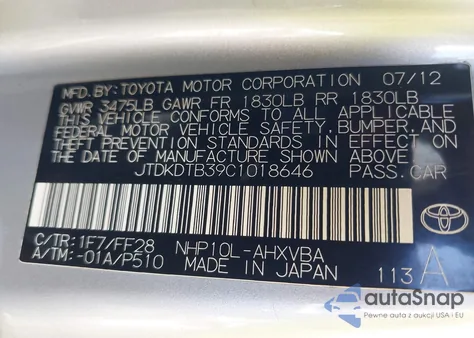 MFD.BY: TOYOTA MOTOR CORPORATION 07/12
GVWR 3475LB GAWR FR 1830LB RR 1830LB
THIS VEHICLE CONFORMS TO ALL APPLICABLE
FEDERAL MOTOR VEHICLE SAFETY, BUMPER, AND
THEFT PREVENTION STANDARDS IN EFFECT ON
THE DATE OF MANUFACTURE SHOWN ABOVE.
JTDKDTB39C1018646 PASS.CAR
C/TR:1F7/FF28 NHP10L-AHXVBA
A/TM:-01A/P510 MADE IN JAPAN 113 A
TOYOTA
autoSnap
Pewne auta z aukcji USA i EU